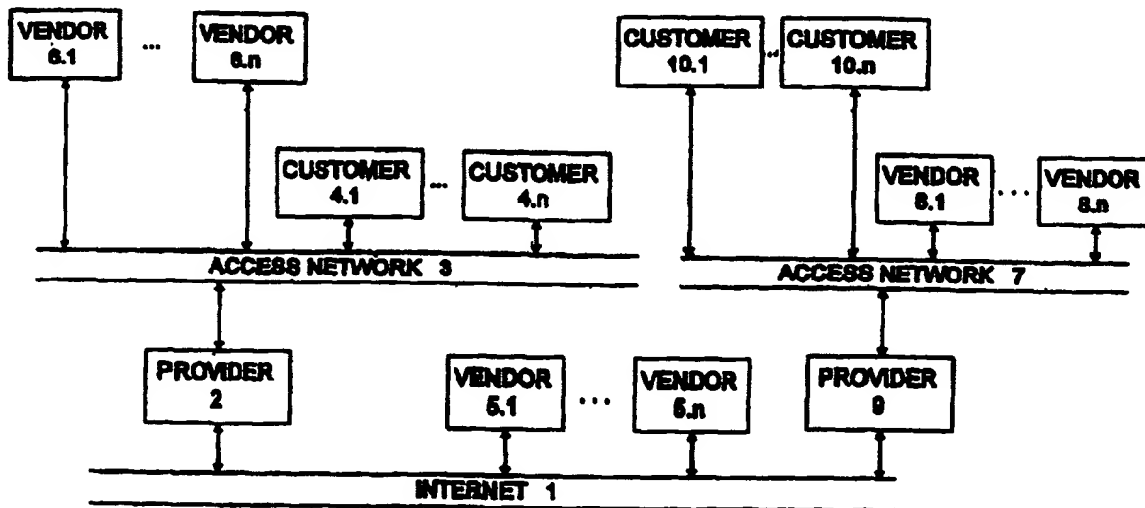 VENDOR
6.1
...
VENDOR
6.n
CUSTOMER
10.1
...
CUSTOMER
10.n
CUSTOMER
4.1
...
CUSTOMER
4.n
VENDOR
8.1
...
VENDOR
8.n
ACCESS NETWORK 3
ACCESS NETWORK 7
PROVIDER
2
VENDOR
5.1
...
VENDOR
5.n
PROVIDER
9
INTERNET 1